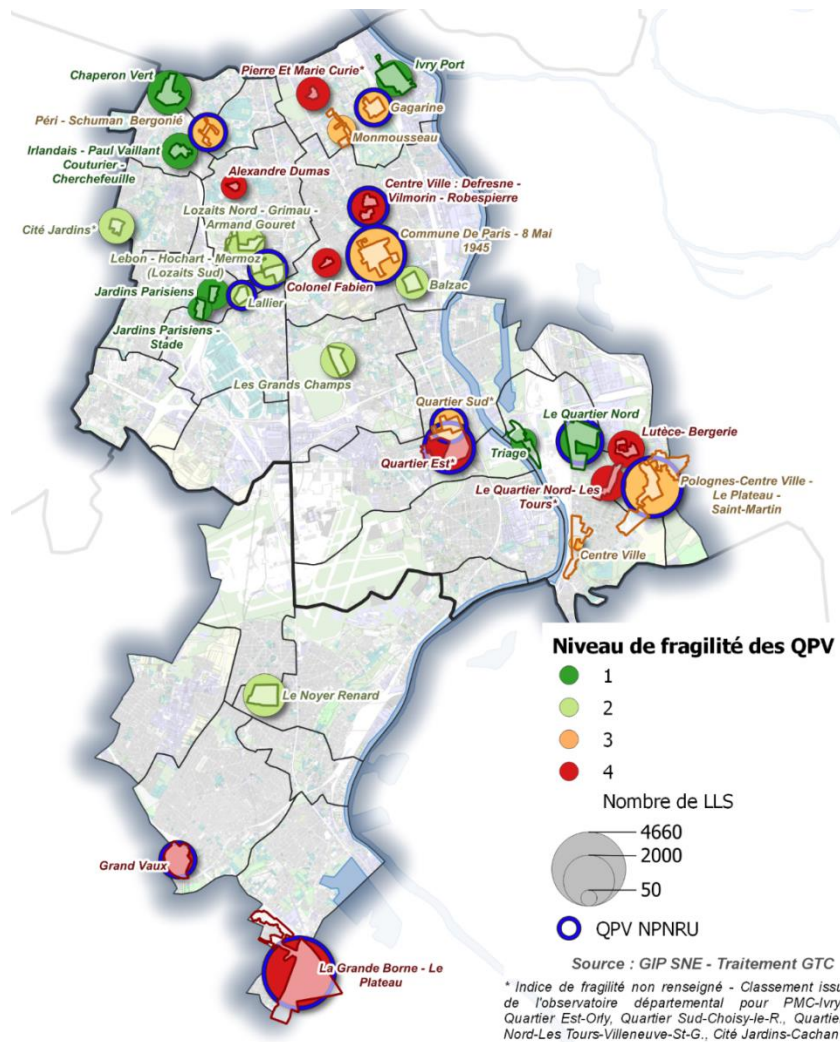 Chaperon Vert
Pierre Et Marie Curie*
Ivry Port
Péri - Schuman Bergonié
Gagarine
Monmousseau
Irlandais - Paul Vaillant
Couturier -
Cherchefeuille
Alexandre Dumas
Centre Ville : Defresne -
Vilmorin - Robespierre
Cité Jardins*
Lozaits Nord - Grimau -
Armand Gouret
Commune De Paris - 8 Mai
1945
Lebon - Hochart - Mermoz
(Lozaits Sud)
Colonel Fabien
Balzac
Jardins Parisiens
Lallier
Jardins Parisiens -
Stade
Les Grands Champs
Quartier Sud*
Le Quartier Nord
Lutèce- Bergerie
Quartier Est*
Triage
Le Quartier Nord- Les
Tours*
Polognes-Centre Ville -
Le Plateau -
Saint-Martin
Centre Ville
Le Noyer Renard
Grand Vaux
La Grande Borne - Le
Plateau
Niveau de fragilité des QPV
1
2
3
4
Nombre de LLS
4660
2000
50
QPV NPNRU
Source : GIP SNE - Traitement GTC
* Indice de fragilité non renseigné - Classement issu
de l'observatoire départemental pour PMC-Ivry
Quartier Est-Orly, Quartier Sud-Choisy-le-R., Quartie
Nord-Les Tours-Villeneuve-St-G., Cité Jardins-Cachan